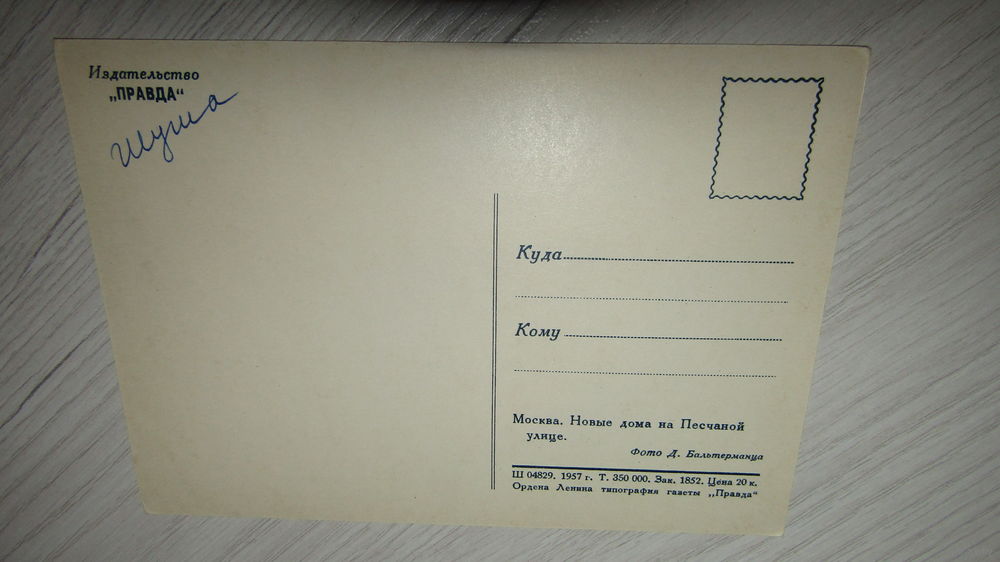 Издательство
„ПРАВДА“
Шуша
Куда
Кому
Москва. Новые дома на Песчаной
улице.
Фото Д. Бальтерманца
Ш 04829. 1957 г. Т. 350 000. Зак. 1852. Цена 20 к.
Ордена Ленина типография газеты „Правда“